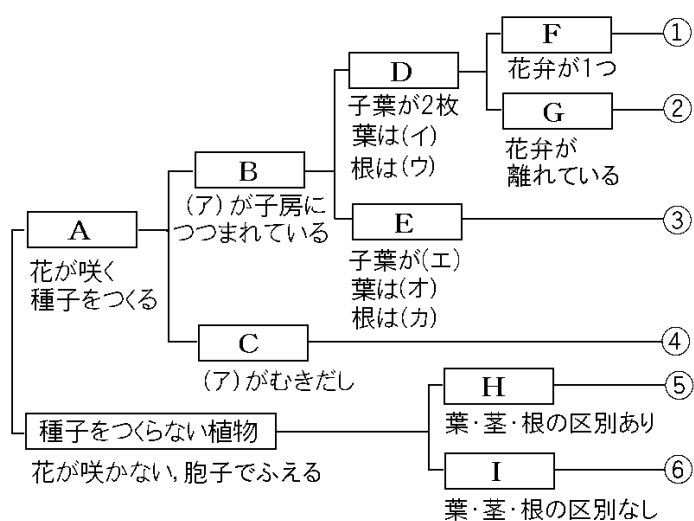 F
①
花弁が1つ
D
子葉が2枚
葉は(イ)
根は(ウ)
G
②
花弁が
離れている
B
(ア)が子房に
つつまれている
A
花が咲く
種子をつくる
E
③
子葉が(エ)
葉は(オ)
根は(カ)
C
④
(ア)がむきだし
H
⑤
葉・茎・根の区別あり
種子をつくらない植物
花が咲かない,胞子でふえる
I
⑥
葉・茎・根の区別なし